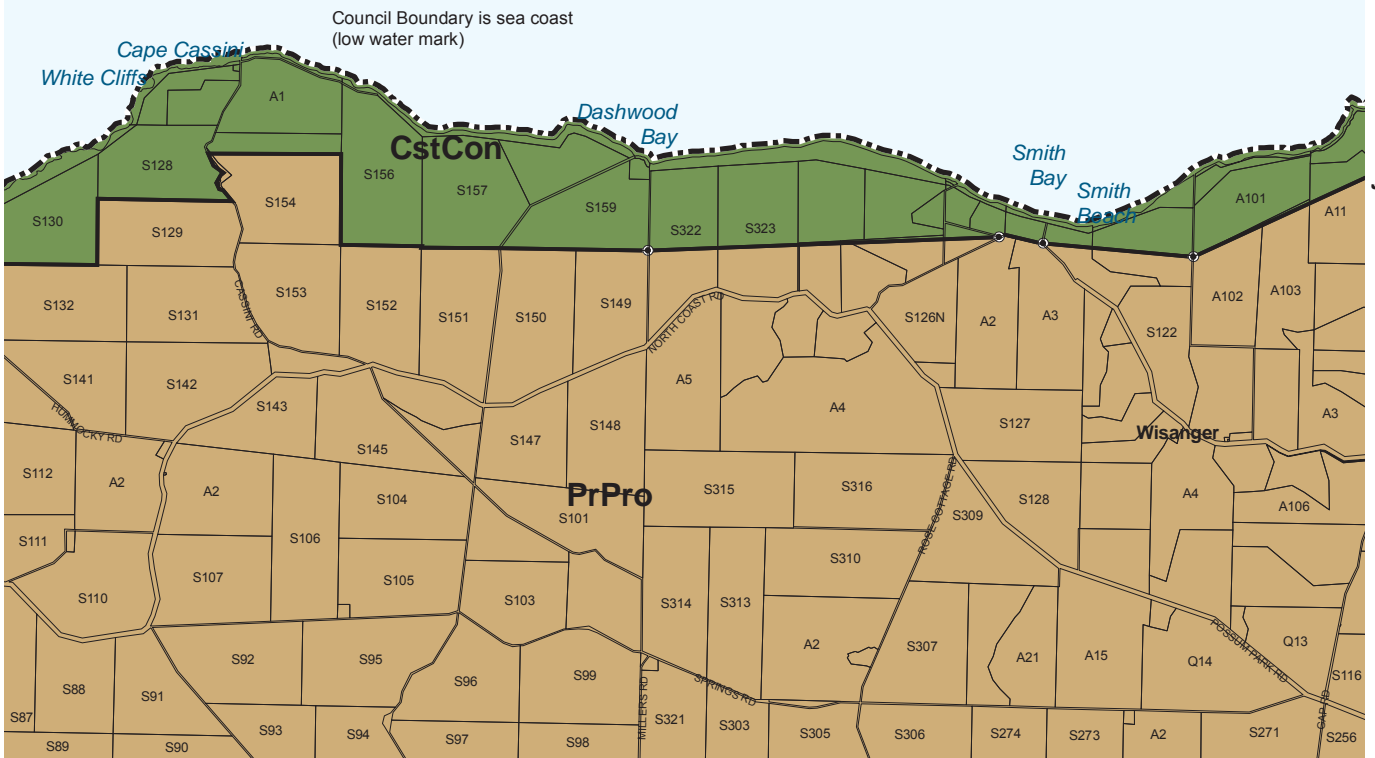 Council Boundary is sea coast
(low water mark)
Cape Cassini
White Cliffs
Dashwood
Bay
Smith
Bay
Smith
Beach
CstCon
A1
S128
S156
S157
S159
S130
S154
S129
S322
S323
A101
A11
S132
S131
S153
S152
S151
S150
S149
S126N
A2
A3
S122
A102
A103
CASSINI RD
NORTH COAST RD
S141
S142
S143
S145
S147
S148
A5
A4
S127
Wisanger
A3
HUMMOCKY RD
S112
A2
A2
S106
S104
PrPro
S101
S315
S316
ROSE COTTAGE RD
S309
S128
A4
A106
S111
S110
S107
S105
S103
S314
S313
S310
A2
S307
A21
A15
Q14
POSSUM PARK RD
Q13
S116
S88
S91
S92
S95
S96
S99
MILLERS RD
SPRINGS RD
GAP RD
S87
S89
S90
S93
S94
S97
S98
S321
S303
S305
S306
S274
S273
A2
S271
S256